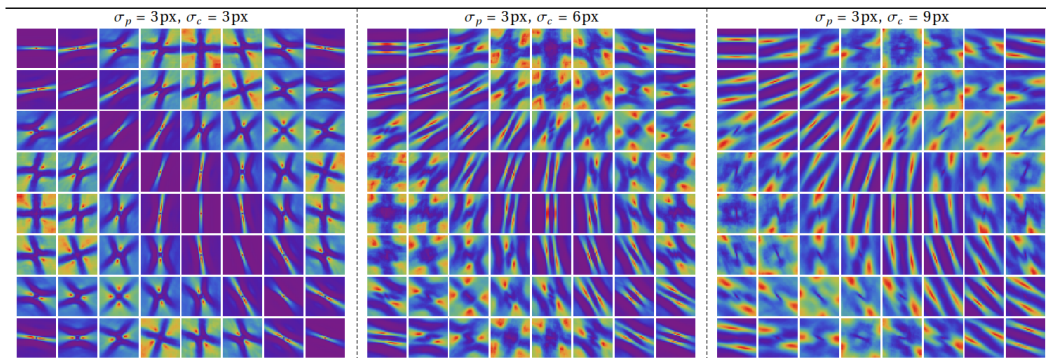 σp = 3px, σc = 3px
σp = 3px, σc = 6px
σp = 3px, σc = 9px